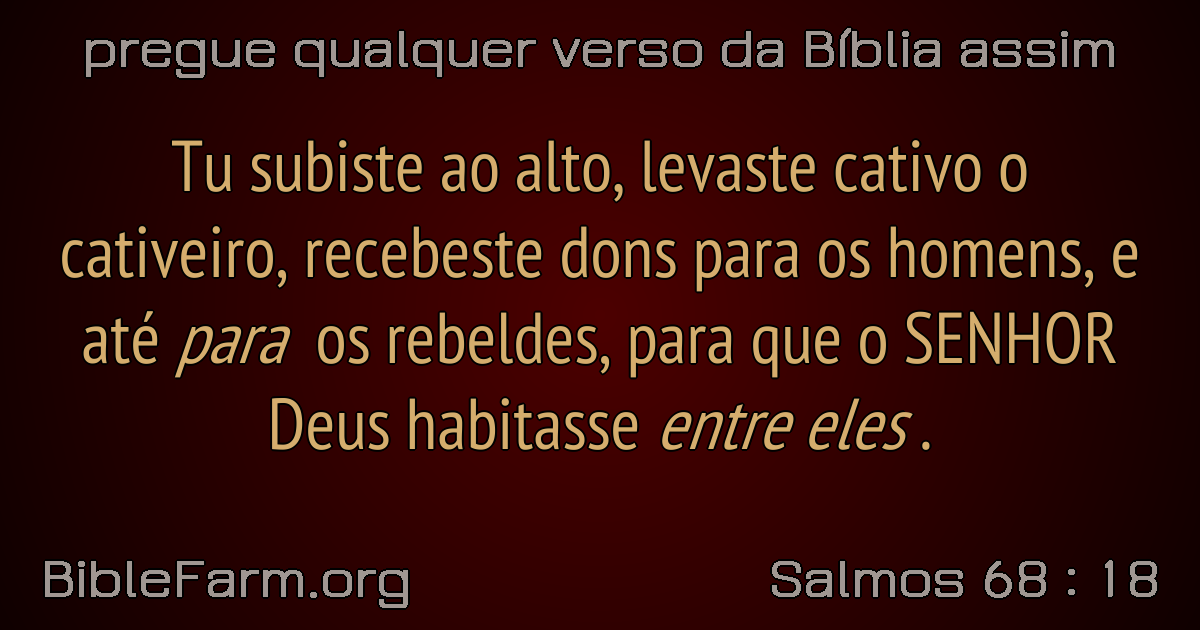 pregue qualquer verso da Bíblia assim
Tu subiste ao alto, levaste cativo o
cativeiro, recebeste dons para os homens, e
até para os rebeldes, para que o SENHOR
Deus habitasse entre eles .
BibleFarm.org
Salmos 68 : 18